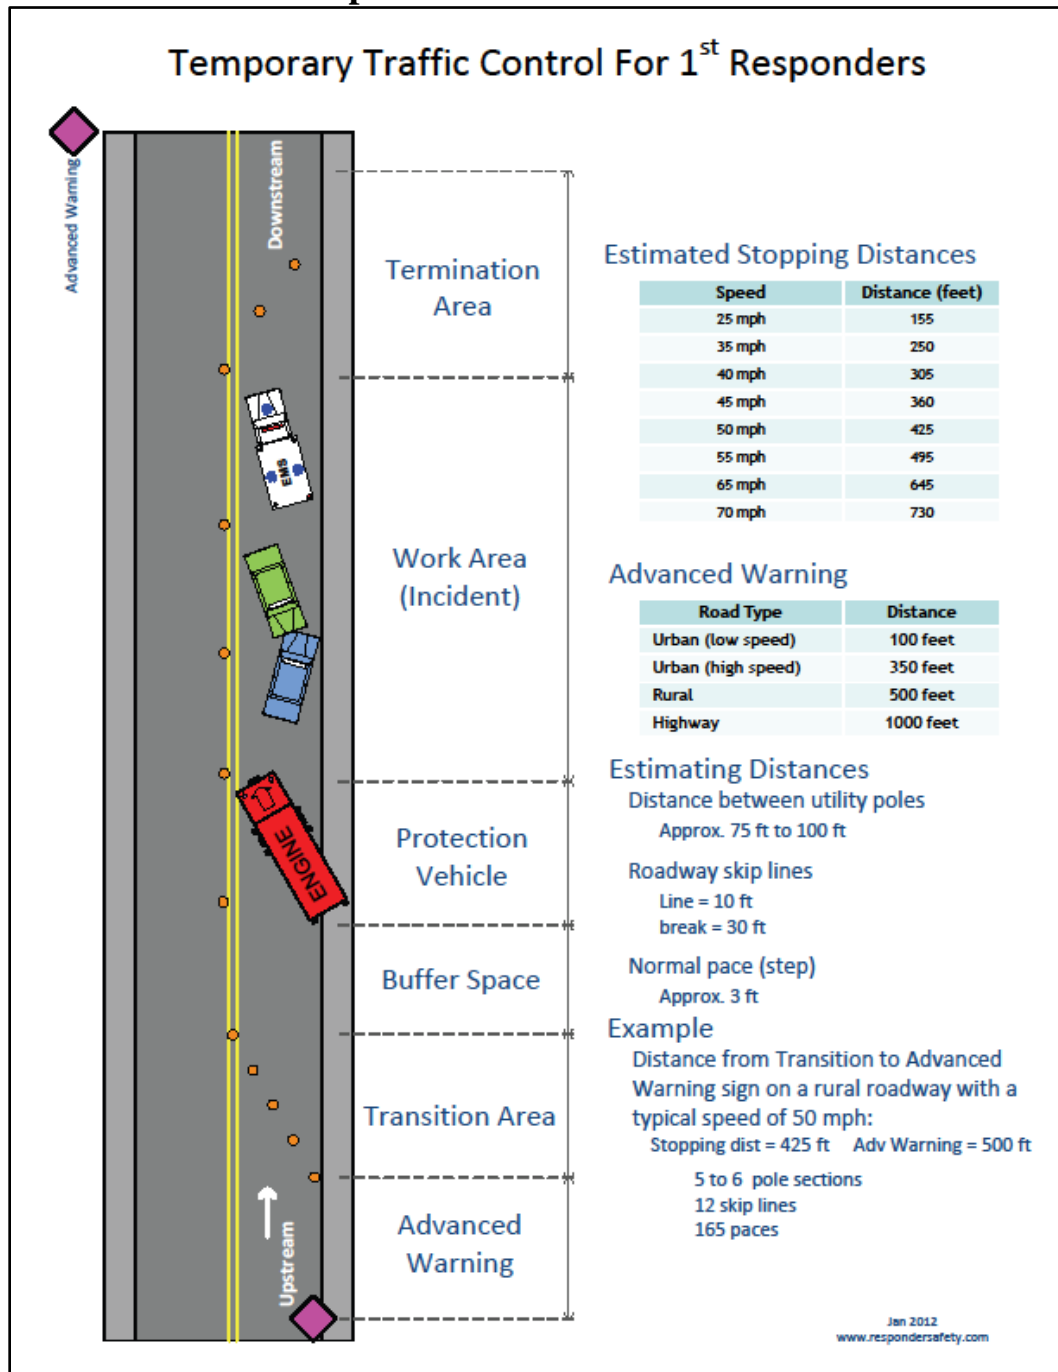 Temporary Traffic Control For 1st Responders
Advanced Warning
Downstream
Termination
Area
EMS
Work Area
(Incident)
ENGINE
Protection
Vehicle
Buffer Space
Transition Area
Advanced
Warning
Upstream
Estimated Stopping Distances
Speed Distance (feet)
25 mph 155
35 mph 250
40 mph 305
45 mph 360
50 mph 425
55 mph 495
65 mph 645
70 mph 730
Advanced Warning
Road Type Distance
Urban (low speed) 100 feet
Urban (high speed) 350 feet
Rural 500 feet
Highway 1000 feet
Estimating Distances
Distance between utility poles
Approx. 75 ft to 100 ft
Roadway skip lines
Line = 10 ft
break = 30 ft
Normal pace (step)
Approx. 3 ft
Example
Distance from Transition to Advanced
Warning sign on a rural roadway with a
typical speed of 50 mph:
Stopping dist = 425 ft Adv Warning = 500 ft
5 to 6 pole sections
12 skip lines
165 paces
Jan 2012
www.respondersafety.com